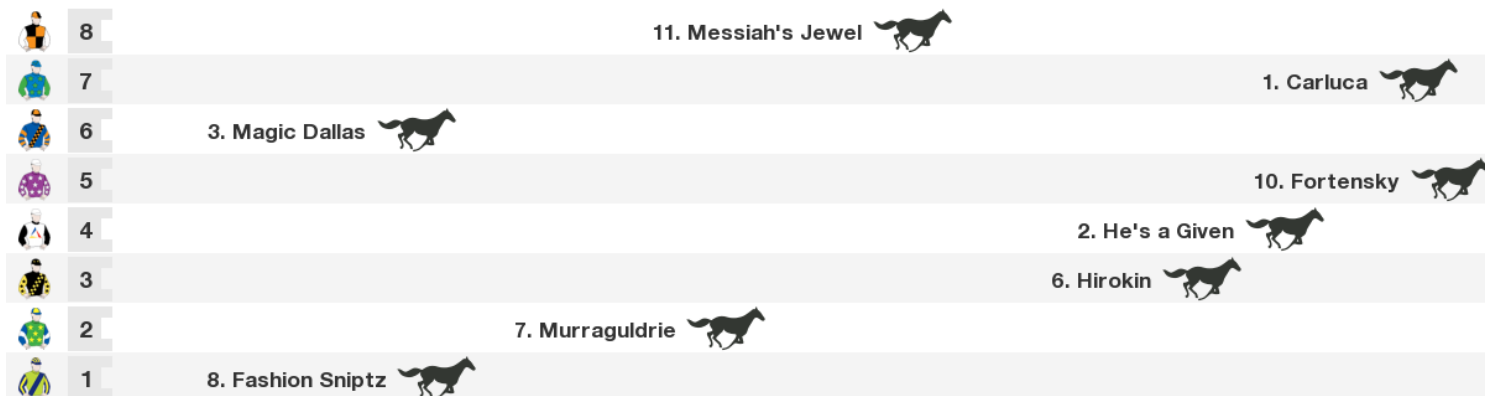 8 11. Messiah's Jewel
7 1. Carluca
6 3. Magic Dallas
5 10. Fortensky
4 2. He's a Given
3 6. Hirokin
2 7. Murraguldrie
1 8. Fashion Sniptz